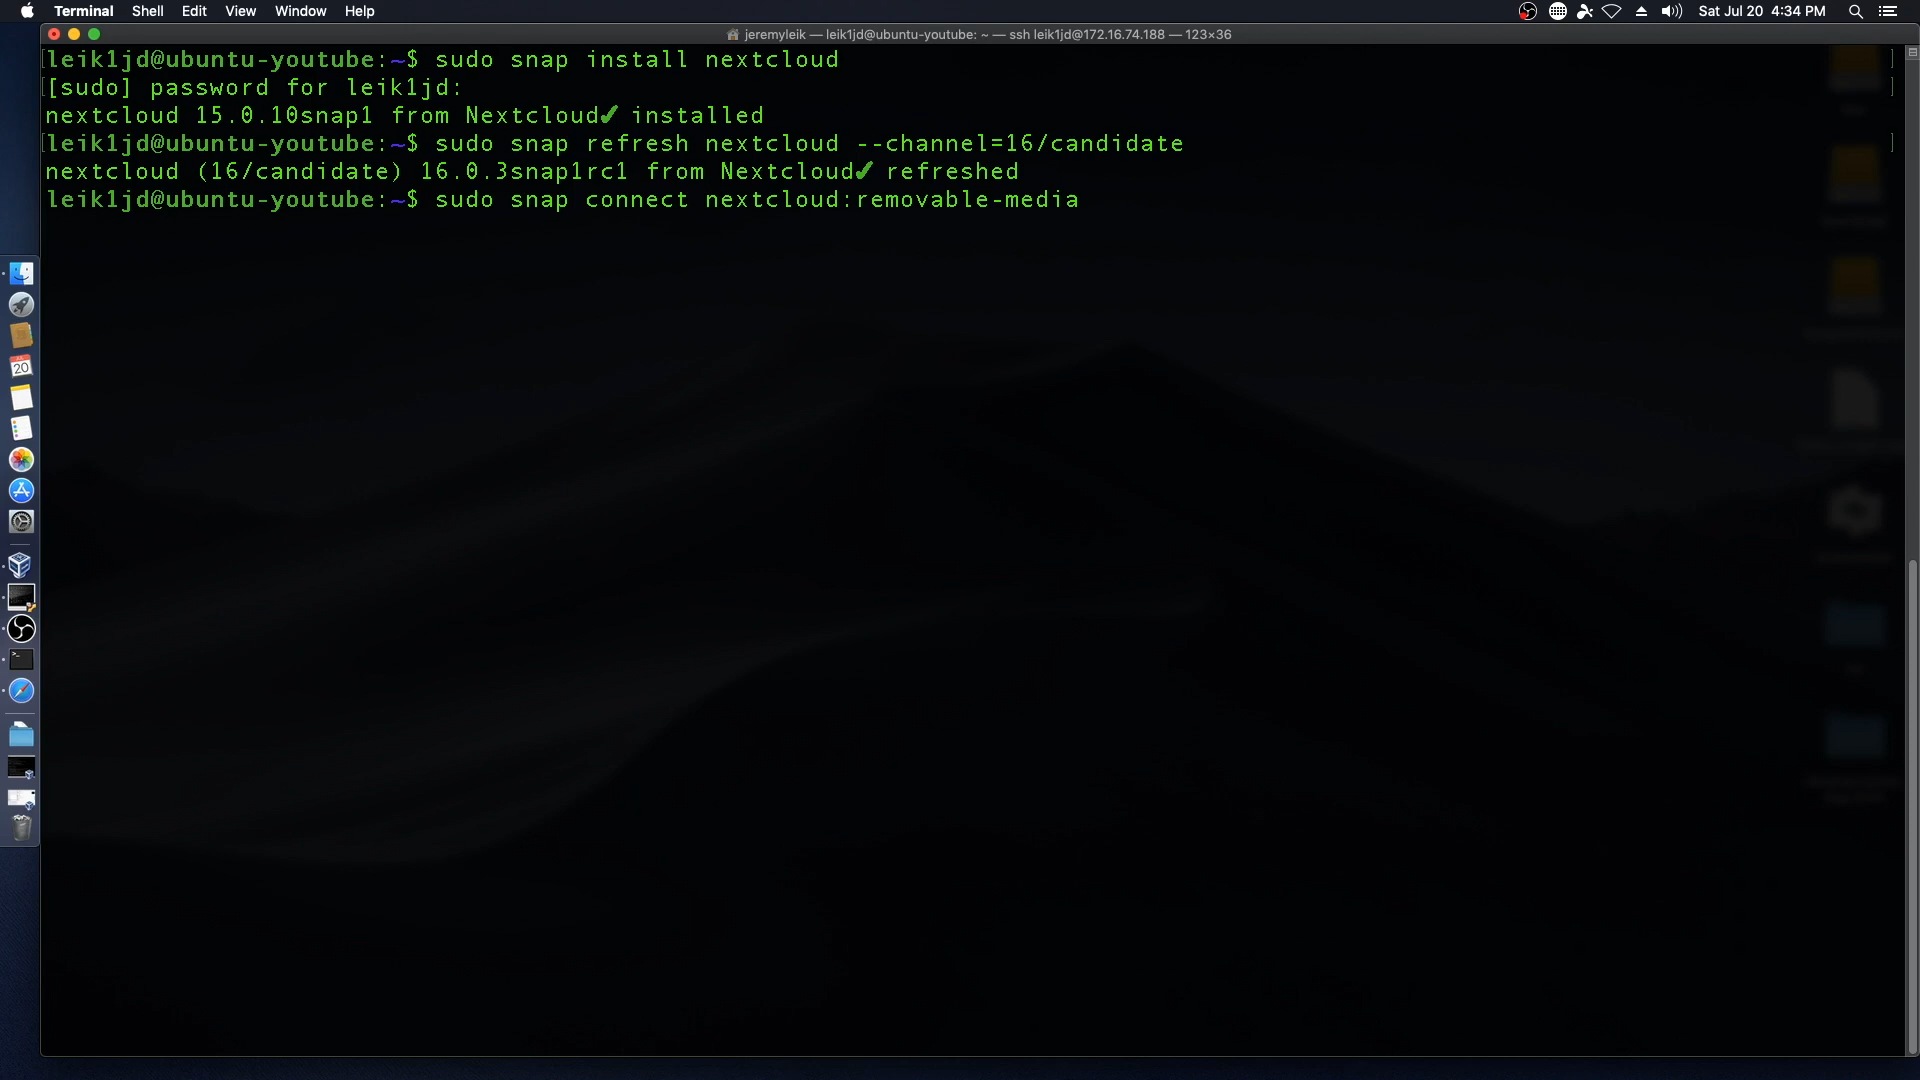 Terminal Shell Edit View Window Help Sat Jul 20 4:34 PM
jeremyleik — leik1jd@ubuntu-youtube: ~ — ssh leik1jd@172.16.74.188 — 123×36
[leik1jd@ubuntu-youtube:~$ sudo snap install nextcloud ]
[[sudo] password for leik1jd: ]
nextcloud 15.0.10snap1 from Nextcloud✓ installed
[leik1jd@ubuntu-youtube:~$ sudo snap refresh nextcloud --channel=16/candidate ]
nextcloud (16/candidate) 16.0.3snap1rc1 from Nextcloud✓ refreshed
leik1jd@ubuntu-youtube:~$ sudo snap connect nextcloud:removable-media
JUL
20